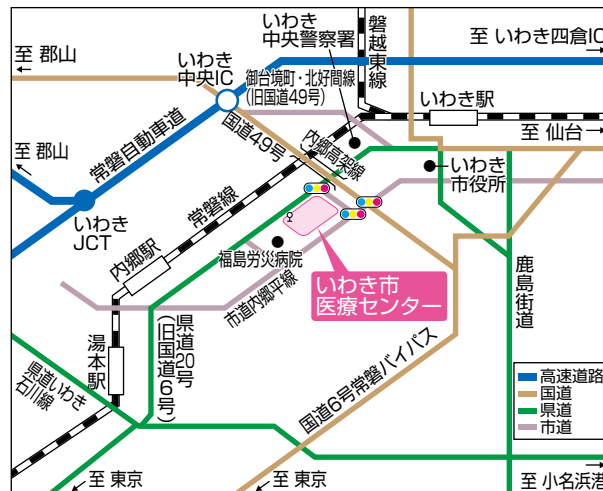 いわき
中央警察署
磐越東線
至 いわき四倉IC
至 郡山
いわき
中央IC
御台境町・北好間線
(旧国道49号)
いわき駅
至 仙台
国道49号
内郷高架線
常磐自動車道
至 郡山
いわき
市役所
常磐線
いわき
JCT
内郷駅
福島労災病院
いわき市
医療センター
鹿島街道
市道内郷平線
県道20号
(旧国道6号)
湯本駅
国道6号常磐バイパス
県道いわき
石川線
高速道路
国道
県道
市道
至 東京
至 東京
至 小名浜港